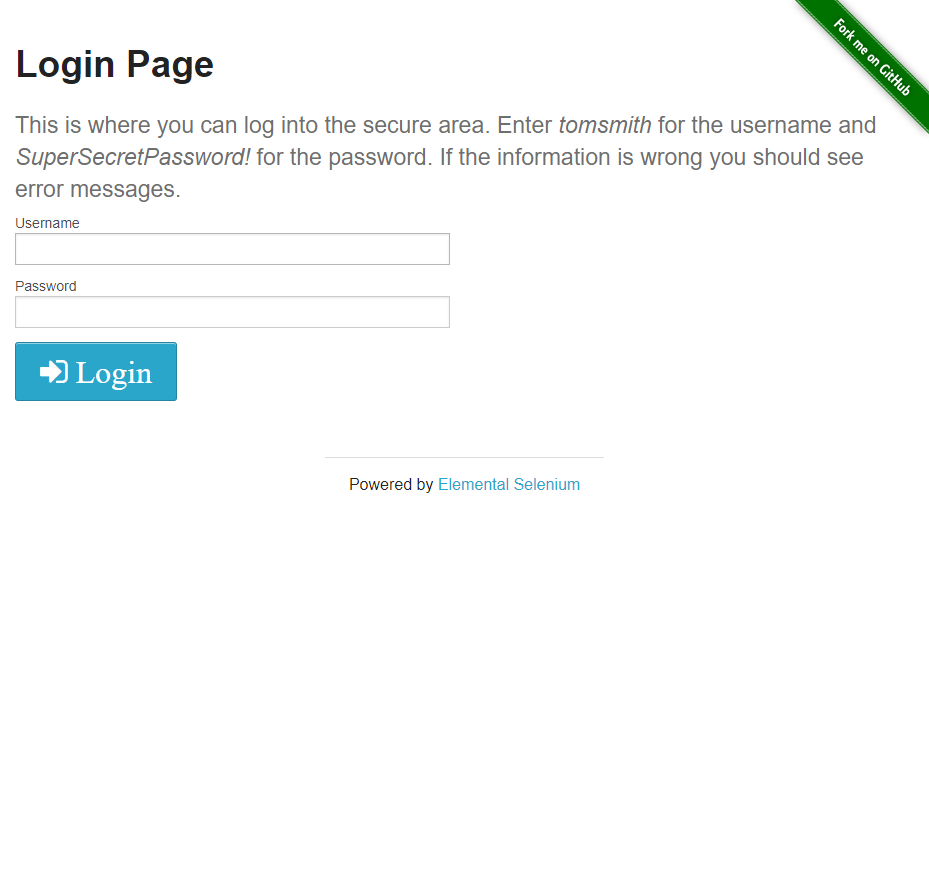 Fork me on GitHub
Login Page
This is where you can log into the secure area. Enter tomsmith for the username and
SuperSecretPassword! for the password. If the information is wrong you should see
error messages.
Username
Password
Login
Powered by Elemental Selenium